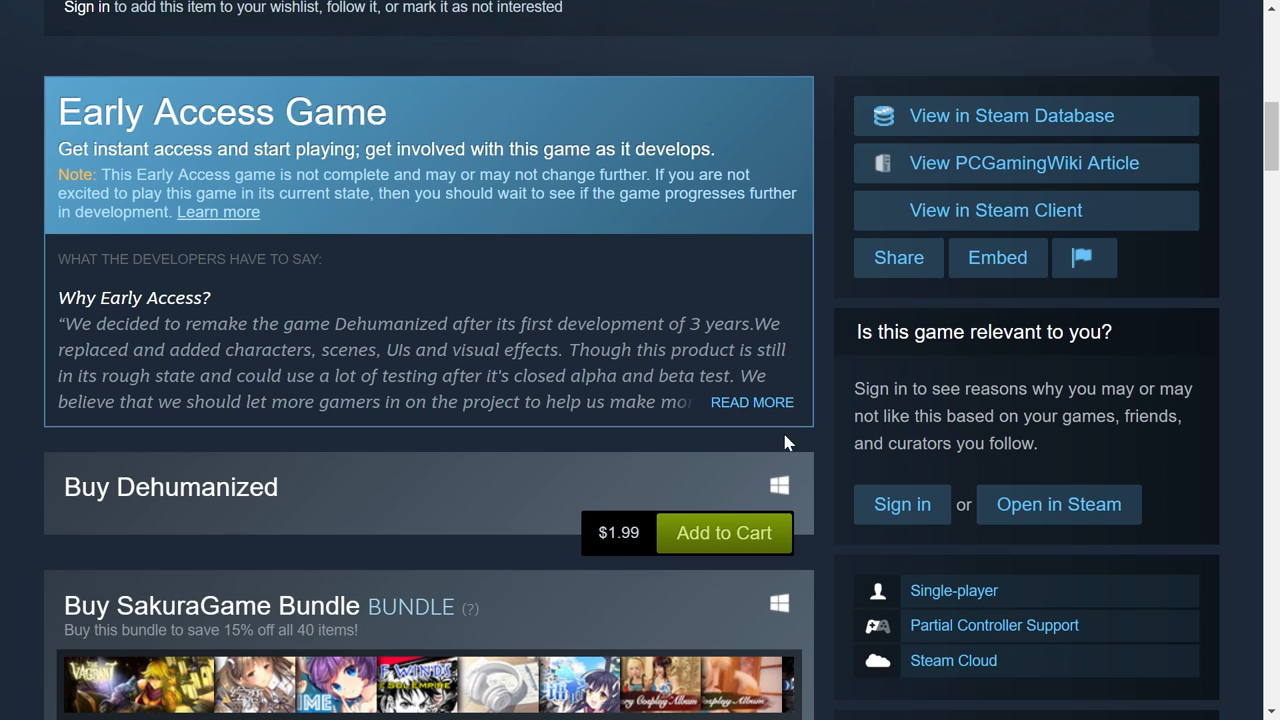 Sign in to add this item to your wishlist, follow it, or mark it as not interested
Early Access Game
Get instant access and start playing; get involved with this game as it develops.
Note: This Early Access game is not complete and may or may not change further. If you are not
excited to play this game in its current state, then you should wait to see if the game progresses further
in development. Learn more
WHAT THE DEVELOPERS HAVE TO SAY:
Why Early Access?
“We decided to remake the game Dehumanized after its first development of 3 years.We
replaced and added characters, scenes, UIs and visual effects. Though this product is still
in its rough state and could use a lot of testing after it's closed alpha and beta test. We
believe that we should let more gamers in on the project to help us make mo READ MORE
Buy Dehumanized
$1.99 Add to Cart
Buy SakuraGame Bundle BUNDLE (?)
Buy this bundle to save 15% off all 40 items!
VAGRANT
View in Steam Database
View PCGamingWiki Article
View in Steam Client
Share Embed
Is this game relevant to you?
Sign in to see reasons why you may or may
not like this based on your games, friends,
and curators you follow.
Sign in or Open in Steam
Single-player
Partial Controller Support
Steam Cloud